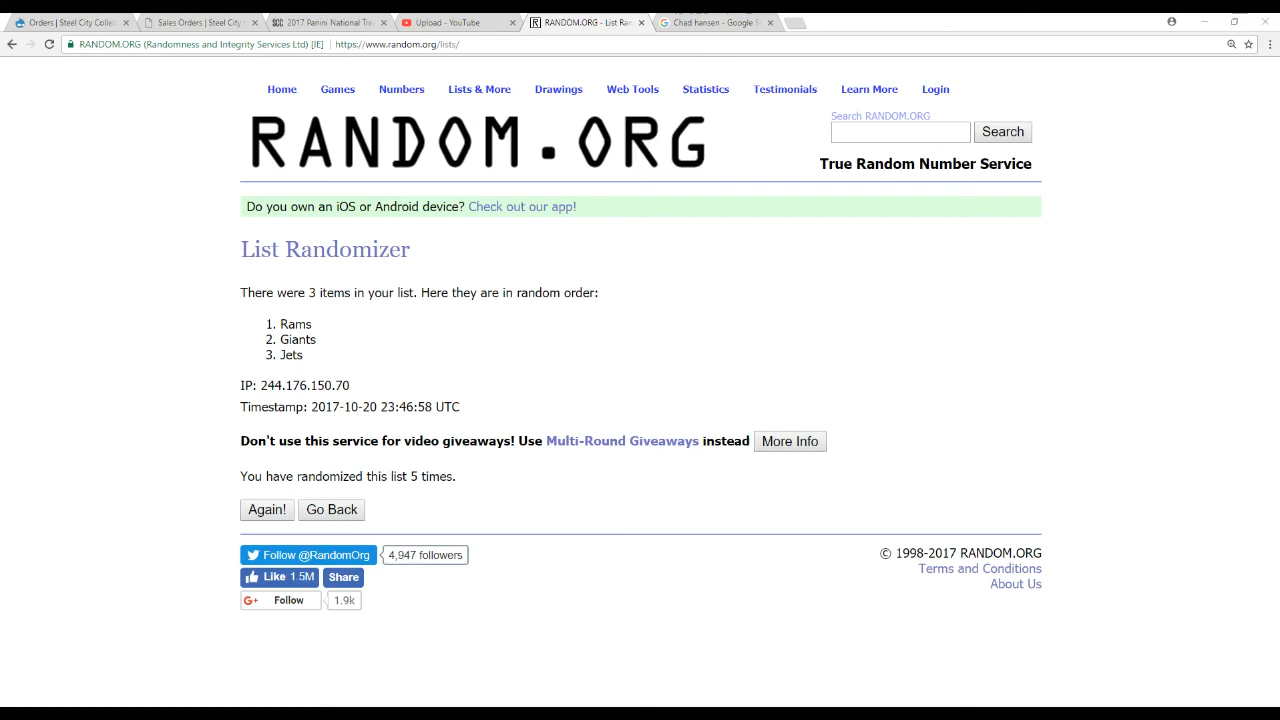 Orders | Steel City Collec
Sales Orders | Steel City
2017 Panini National Tre
Upload - YouTube
RANDOM.ORG - List Ran
Chad hansen - Google S
RANDOM.ORG (Randomness and Integrity Services Ltd) [IE] https://www.random.org/lists/
Home Games Numbers Lists & More Drawings Web Tools Statistics Testimonials Learn More Login
RANDOM.ORG
Search RANDOM.ORG
Search
True Random Number Service
Do you own an iOS or Android device? Check out our app!
List Randomizer
There were 3 items in your list. Here they are in random order:
1. Rams
2. Giants
3. Jets
IP: 244.176.150.70
Timestamp: 2017-10-20 23:46:58 UTC
Don't use this service for video giveaways! Use Multi-Round Giveaways instead More Info
You have randomized this list 5 times.
Again! Go Back
Follow @RandomOrg 4,947 followers
Like 1.5M Share
G+ Follow 1.9k
© 1998-2017 RANDOM.ORG
Terms and Conditions
About Us